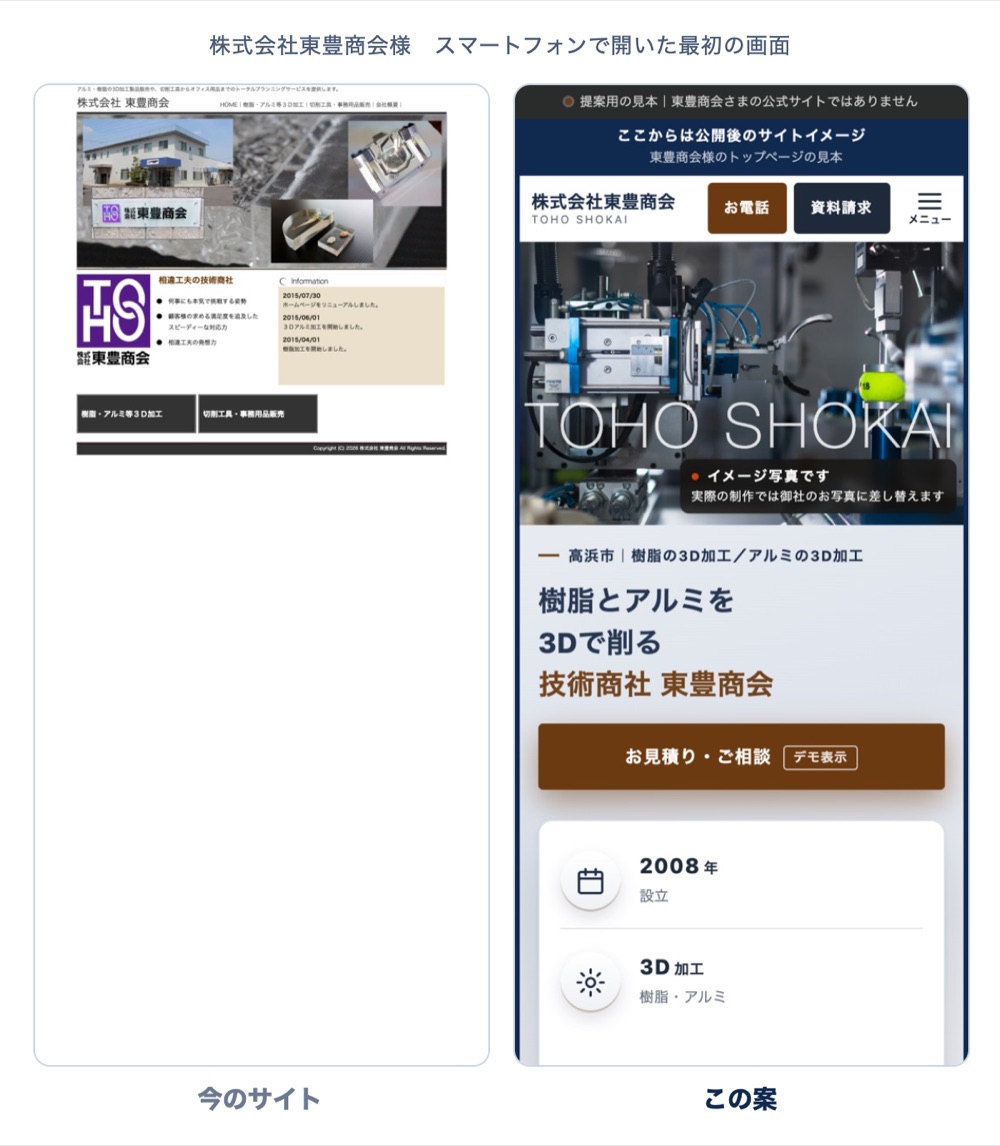 株式会社東豊商会様　スマートフォンで開いた最初の画面
アルミ・樹脂の3D加工製品販売や、切削工具からオフィス用品までのトータルプランニングサービスを提供します。
株式会社 東豊商会
HOME｜樹脂・アルミ等３Ｄ加工｜切削工具・事務用品販売｜会社概要｜
TOHO 株式会社 東豊商会
TOHO
株式会社 東豊商会
相違工夫の技術商社
● 何事にも本気で挑戦する姿勢
● 顧客様の求める満足度を追及した
スピーディーな対応力
● 相違工夫の発想力
Information
2015/07/30
ホームページをリニューアルしました。
2015/06/01
３Ｄアルミ加工を開始しました。
2015/04/01
樹脂加工を開始しました。
樹脂・アルミ等３Ｄ加工
切削工具・事務用品販売
Copyright (C) 2026 株式会社 東豊商会 All Rights Reserved.
今のサイト
提案用の見本｜東豊商会さまの公式サイトではありません
ここからは公開後のサイトイメージ
東豊商会様のトップページの見本
株式会社東豊商会
TOHO SHOKAI
お電話
資料請求
メニュー
TOHO SHOKAI
イメージ写真です
実際の制作では御社のお写真に差し替えます
高浜市｜樹脂の3D加工／アルミの3D加工
樹脂とアルミを
3Dで削る
技術商社 東豊商会
お見積り・ご相談 デモ表示
2008 年
設立
3D 加工
樹脂・アルミ
この案